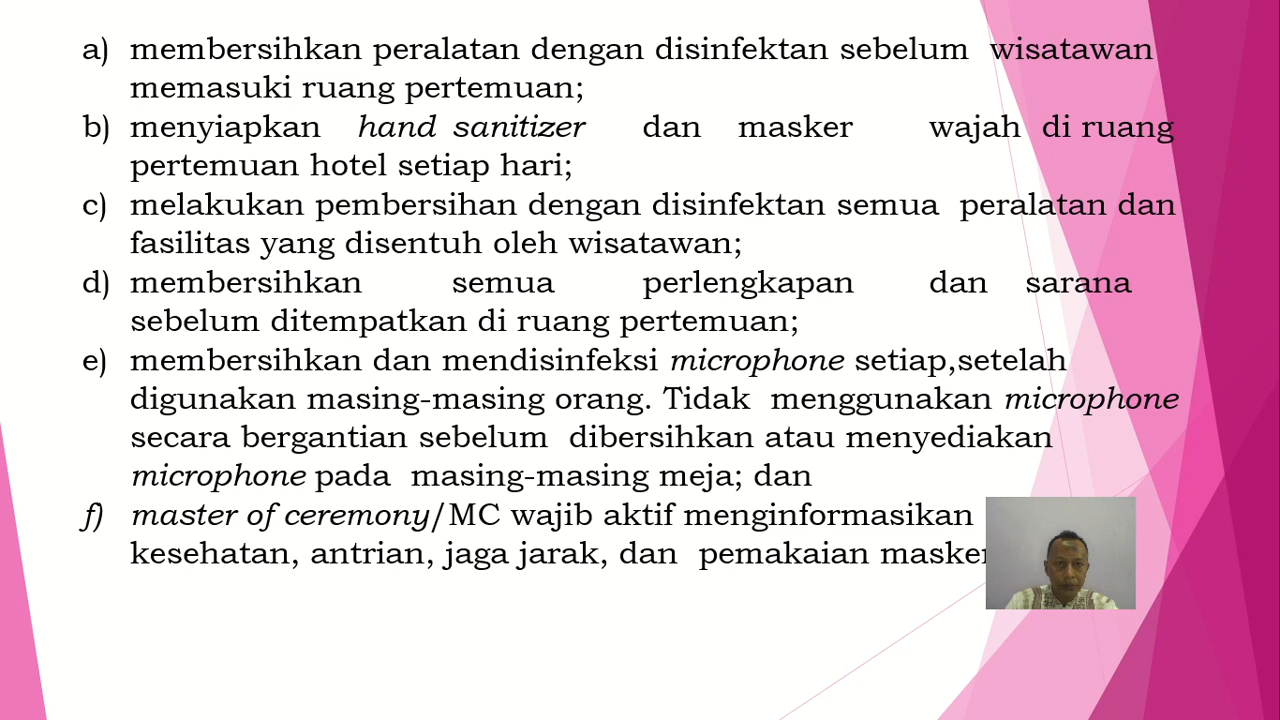 a) membersihkan peralatan dengan disinfektan sebelum wisatawan
memasuki ruang pertemuan;
b) menyiapkan hand sanitizer dan masker wajah di ruang
pertemuan hotel setiap hari;
c) melakukan pembersihan dengan disinfektan semua peralatan dan
fasilitas yang disentuh oleh wisatawan;
d) membersihkan semua perlengkapan dan sarana
sebelum ditempatkan di ruang pertemuan;
e) membersihkan dan mendisinfeksi microphone setiap,setelah
digunakan masing-masing orang. Tidak menggunakan microphone
secara bergantian sebelum dibersihkan atau menyediakan
microphone pada masing-masing meja; dan
f) master of ceremony/MC wajib aktif menginformasikan
kesehatan, antrian, jaga jarak, dan pemakaian masker